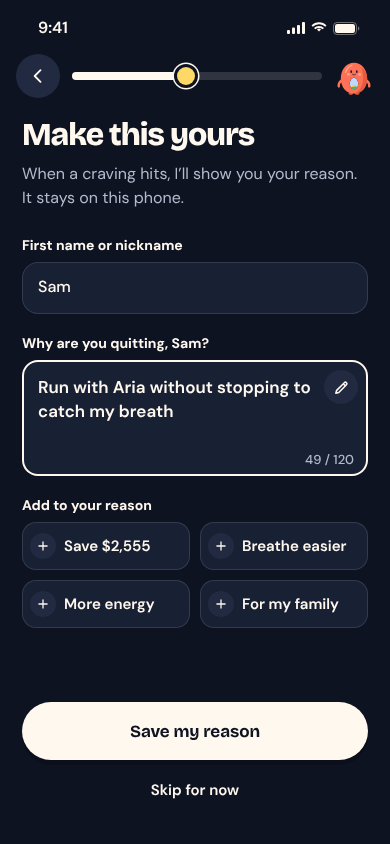 9:41
Make this yours
When a craving hits, I’ll show you your reason.
It stays on this phone.
First name or nickname
Sam
Why are you quitting, Sam?
Run with Aria without stopping to
catch my breath
49 / 120
Add to your reason
Save $2,555
Breathe easier
More energy
For my family
Save my reason
Skip for now